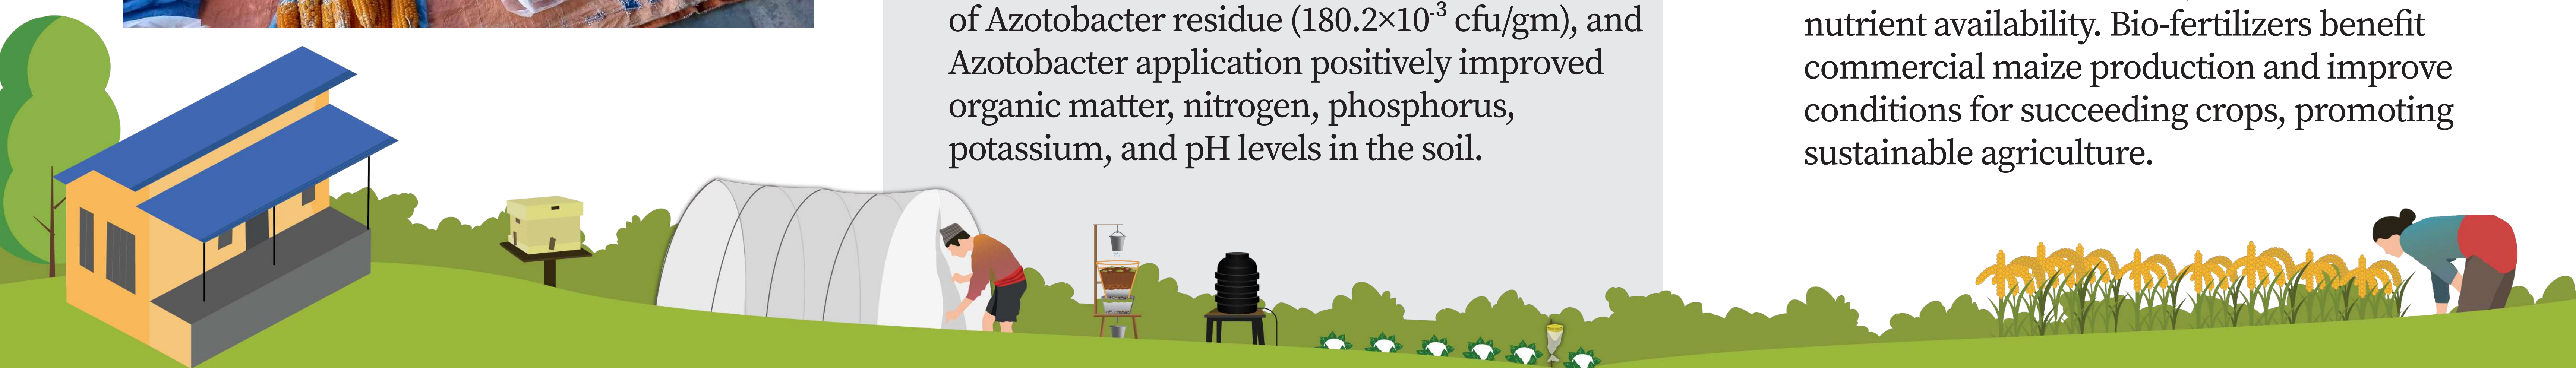 of Azotobacter residue (180.2×10⁻³ cfu/gm), and
Azotobacter application positively improved
organic matter, nitrogen, phosphorus,
potassium, and pH levels in the soil.
nutrient availability. Bio-fertilizers benefit
commercial maize production and improve
conditions for succeeding crops, promoting
sustainable agriculture.